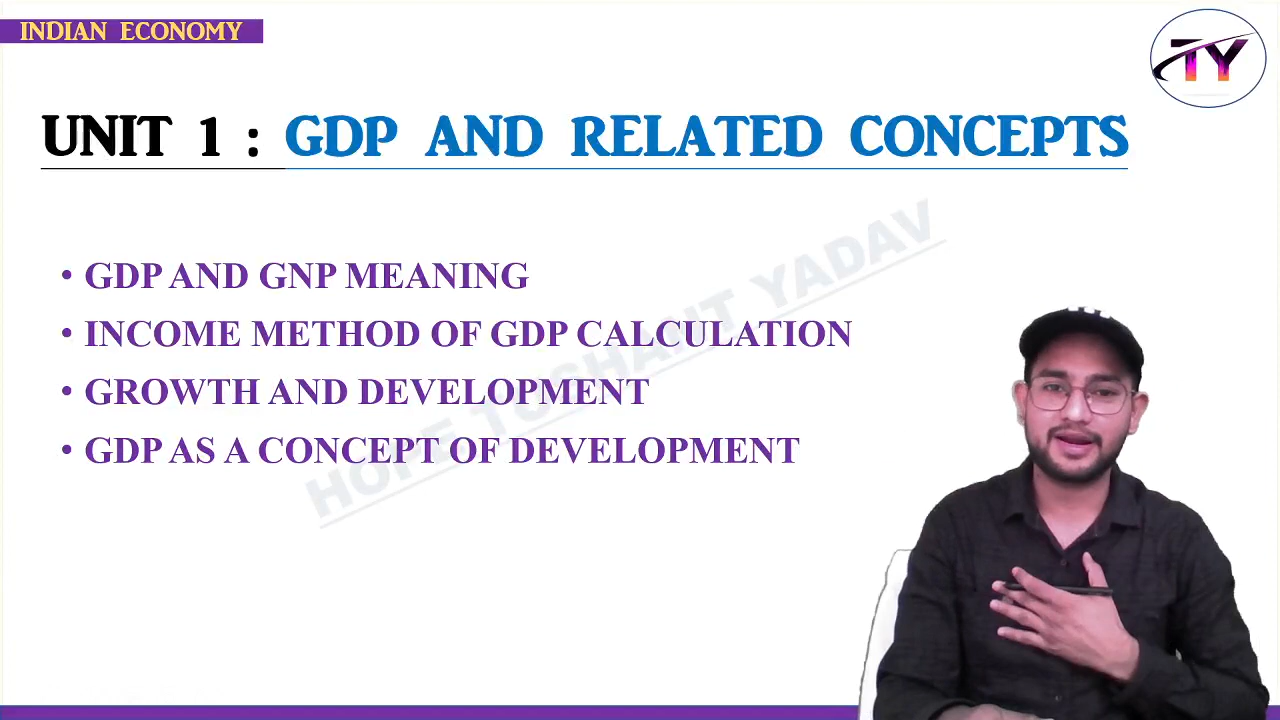 INDIAN ECONOMY
TY
UNIT 1 : GDP AND RELATED CONCEPTS
HOPE TUSHANT YADAV
• GDP AND GNP MEANING
• INCOME METHOD OF GDP CALCULATION
• GROWTH AND DEVELOPMENT
• GDP AS A CONCEPT OF DEVELOPMENT